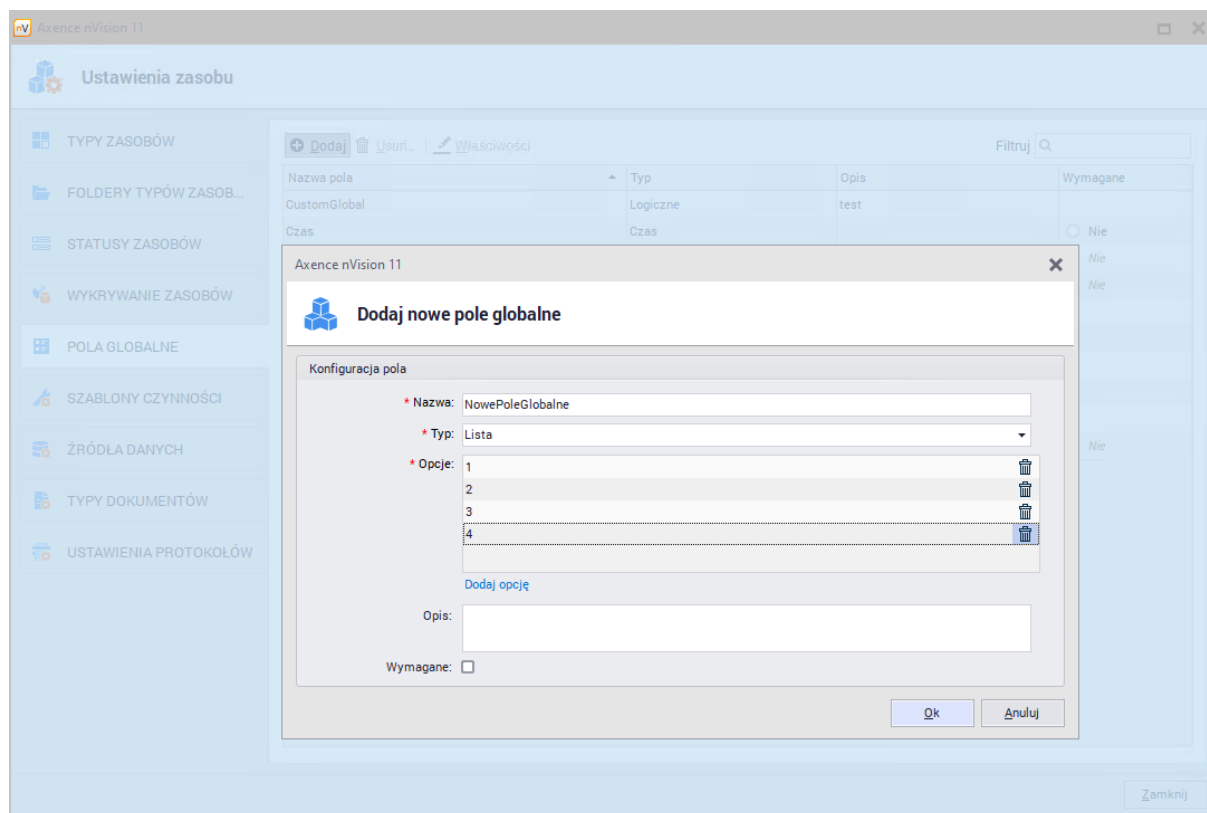 nV Axence nVision 11
Ustawienia zasobu
TYPY ZASOBÓW
FOLDERY TYPÓW ZASOB...
STATUSY ZASOBÓW
WYKRYWANIE ZASOBÓW
POLA GLOBALNE
SZABLONY CZYNNOŚCI
ŹRÓDŁA DANYCH
TYPY DOKUMENTÓW
USTAWIENIA PROTOKOŁÓW
Dodaj Usuń... Właściwości Filtruj
Nazwa pola Typ Opis Wymagane
CustomGlobal Logiczne test
Czas Czas Nie
Nie
Nie
Nie
Axence nVision 11
Dodaj nowe pole globalne
Konfiguracja pola
* Nazwa: NowePoleGlobalne
* Typ: Lista
* Opcje: 1
2
3
4
Dodaj opcję
Opis:
Wymagane:
Ok Anuluj
Zamknij